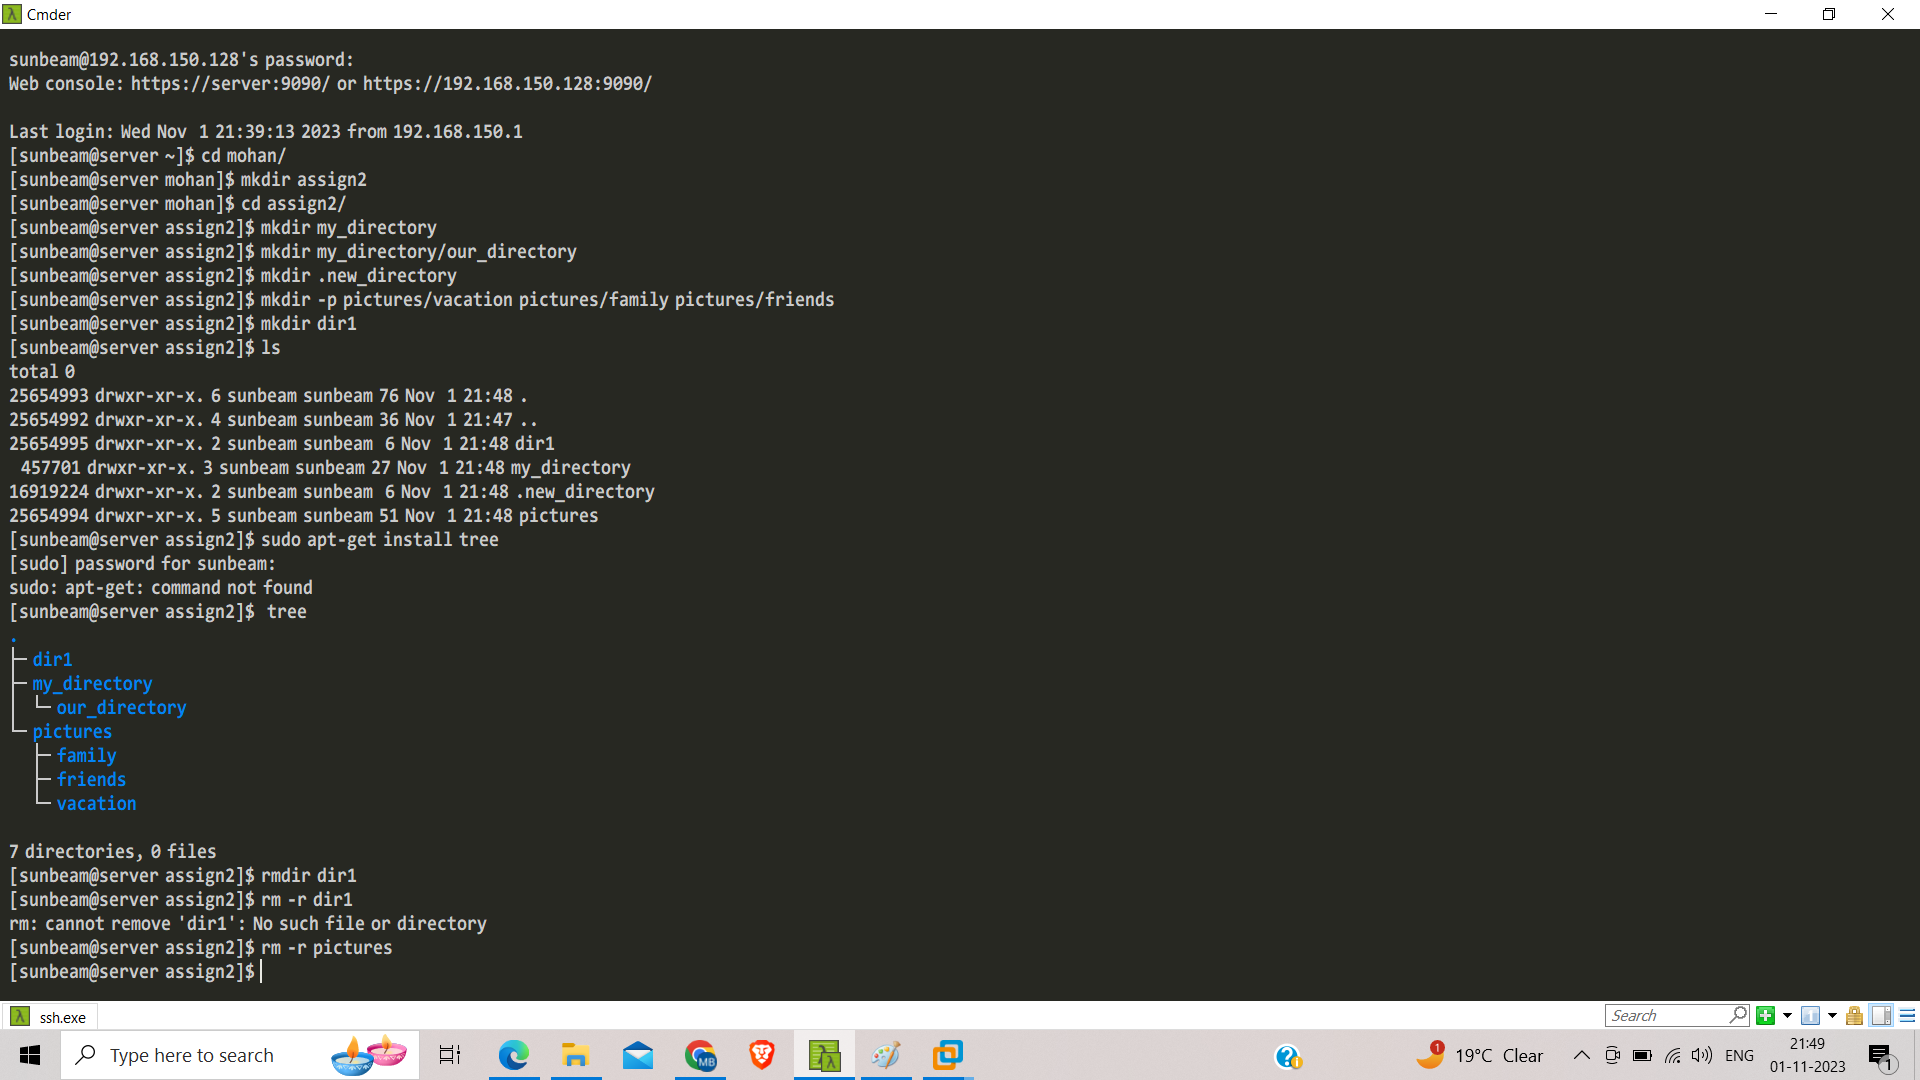 Cmder
sunbeam@192.168.150.128's password:
Web console: https://server:9090/ or https://192.168.150.128:9090/
Last login: Wed Nov  1 21:39:13 2023 from 192.168.150.1
[sunbeam@server ~]$ cd mohan/
[sunbeam@server mohan]$ mkdir assign2
[sunbeam@server mohan]$ cd assign2/
[sunbeam@server assign2]$ mkdir my_directory
[sunbeam@server assign2]$ mkdir my_directory/our_directory
[sunbeam@server assign2]$ mkdir .new_directory
[sunbeam@server assign2]$ mkdir -p pictures/vacation pictures/family pictures/friends
[sunbeam@server assign2]$ mkdir dir1
[sunbeam@server assign2]$ ls
total 0
25654993 drwxr-xr-x. 6 sunbeam sunbeam 76 Nov  1 21:48 .
25654992 drwxr-xr-x. 4 sunbeam sunbeam 36 Nov  1 21:47 ..
25654995 drwxr-xr-x. 2 sunbeam sunbeam  6 Nov  1 21:48 dir1
  457701 drwxr-xr-x. 3 sunbeam sunbeam 27 Nov  1 21:48 my_directory
16919224 drwxr-xr-x. 2 sunbeam sunbeam  6 Nov  1 21:48 .new_directory
25654994 drwxr-xr-x. 5 sunbeam sunbeam 51 Nov  1 21:48 pictures
[sunbeam@server assign2]$ sudo apt-get install tree
[sudo] password for sunbeam:
sudo: apt-get: command not found
[sunbeam@server assign2]$  tree
.
├─ dir1
├─ my_directory
│  └─ our_directory
└─ pictures
   ├─ family
   ├─ friends
   └─ vacation
7 directories, 0 files
[sunbeam@server assign2]$ rmdir dir1
[sunbeam@server assign2]$ rm -r dir1
rm: cannot remove 'dir1': No such file or directory
[sunbeam@server assign2]$ rm -r pictures
[sunbeam@server assign2]$
ssh.exe
Search
Type here to search
MB
1
19°C Clear
ENG
21:49
01-11-2023
1